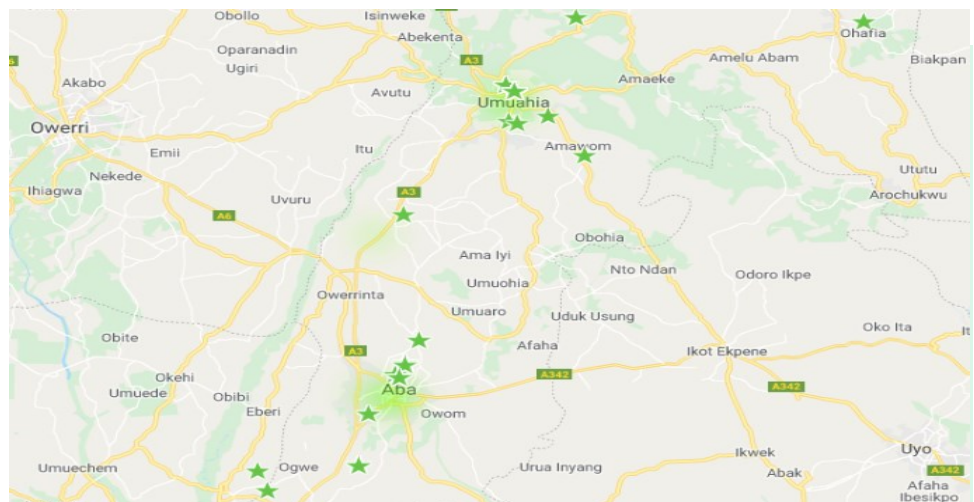 Obollo
Isinweke
Abekenta
Ohafia
Oparanadin
Ugiri
A3
Amelu Abam
Biakpan
Akabo
Avutu
Amaeke
Umuahia
Owerri
Emii
Itu
Amawom
Nekede
Ututu
Ihiagwa
Uvuru
A3
Arochukwu
A6
Obohia
Ama Iyi
Nto Ndan
Odoro Ikpe
Umuohia
Owerrinta
Umuaro
Uduk Usung
Obite
Afaha
Oko Ita
It
A3
Ikot Ekpene
Okehi
A342
Umuede
Obibi
Aba
A342
Eberi
Owom
Ikwek
Uyo
Umuechem
Ogwe
Urua Inyang
Abak
A342
Afaha
Ibesikpo